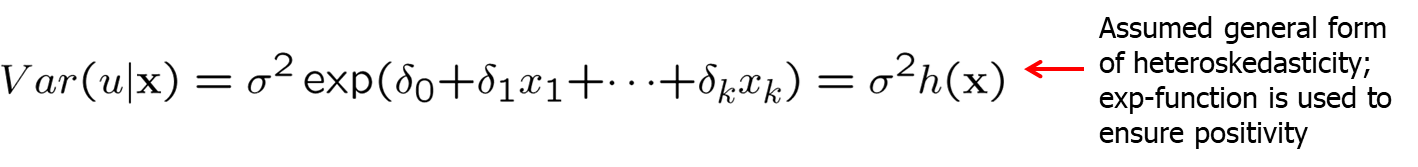 Var(u|x) = σ² exp(δ₀+δ₁x₁+···+δₖxₖ) = σ²h(x)
Assumed general form
of heteroskedasticity;
exp-function is used to
ensure positivity